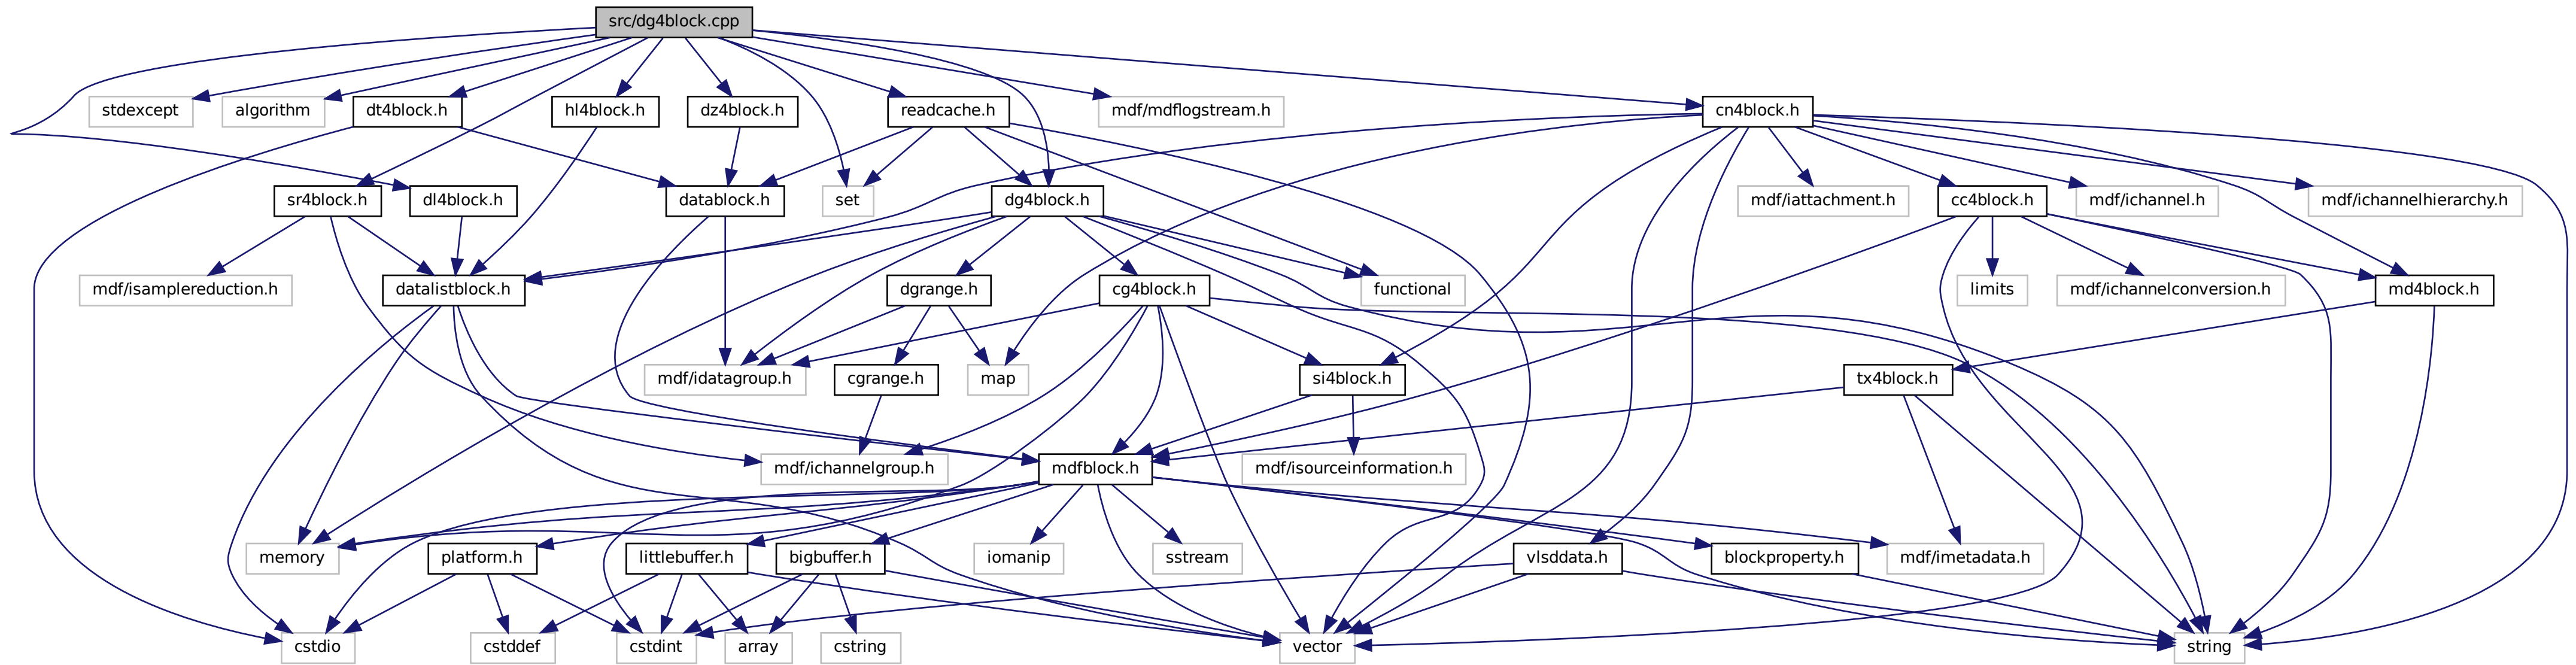 src/dg4block.cpp
stdexcept
algorithm
dt4block.h
hl4block.h
dz4block.h
readcache.h
mdf/mdflogstream.h
cn4block.h
sr4block.h
dl4block.h
datablock.h
set
dg4block.h
mdf/iattachment.h
cc4block.h
mdf/ichannel.h
mdf/ichannelhierarchy.h
mdf/isamplereduction.h
datalistblock.h
dgrange.h
cg4block.h
functional
limits
mdf/ichannelconversion.h
md4block.h
mdf/idatagroup.h
cgrange.h
map
si4block.h
tx4block.h
mdf/ichannelgroup.h
mdfblock.h
mdf/isourceinformation.h
memory
platform.h
littlebuffer.h
bigbuffer.h
iomanip
sstream
vlsddata.h
blockproperty.h
mdf/imetadata.h
cstdio
cstddef
cstdint
array
cstring
vector
string